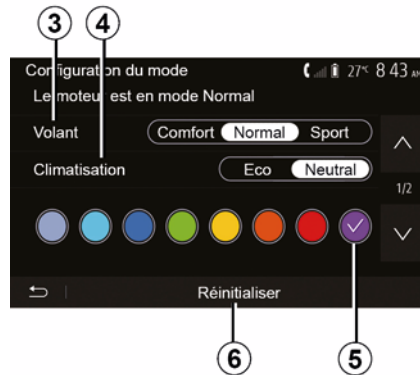 3 4
Configuration du mode 27°C 8 43 AM
Le moteur est en mode Normal
Volant Comfort Normal Sport
Climatisation Eco Neutral
1/2
Réinitialiser
6 5